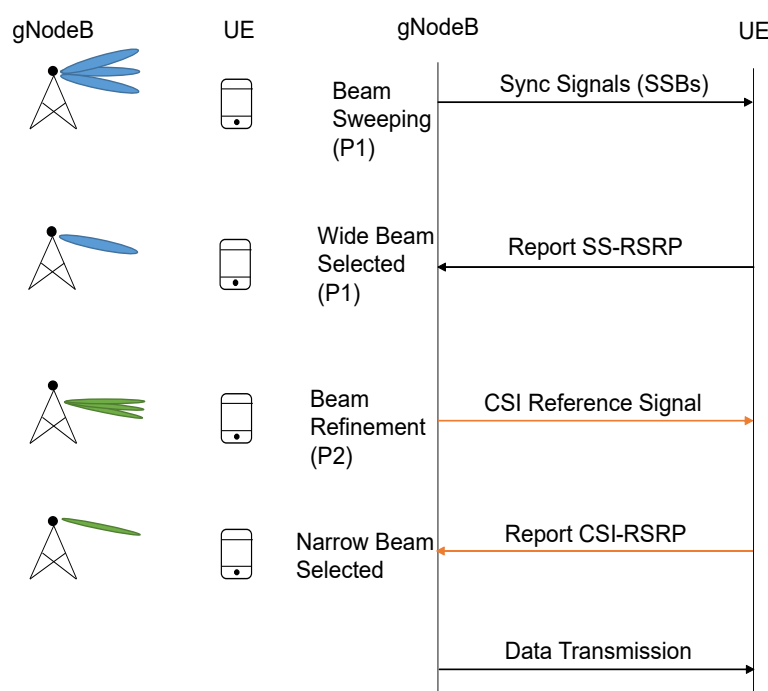 gNodeB
UE
gNodeB
UE
Beam
Sweeping
(P1)
Sync Signals (SSBs)
Wide Beam
Selected
(P1)
Report SS-RSRP
Beam
Refinement
(P2)
CSI Reference Signal
Narrow Beam
Selected
Report CSI-RSRP
Data Transmission